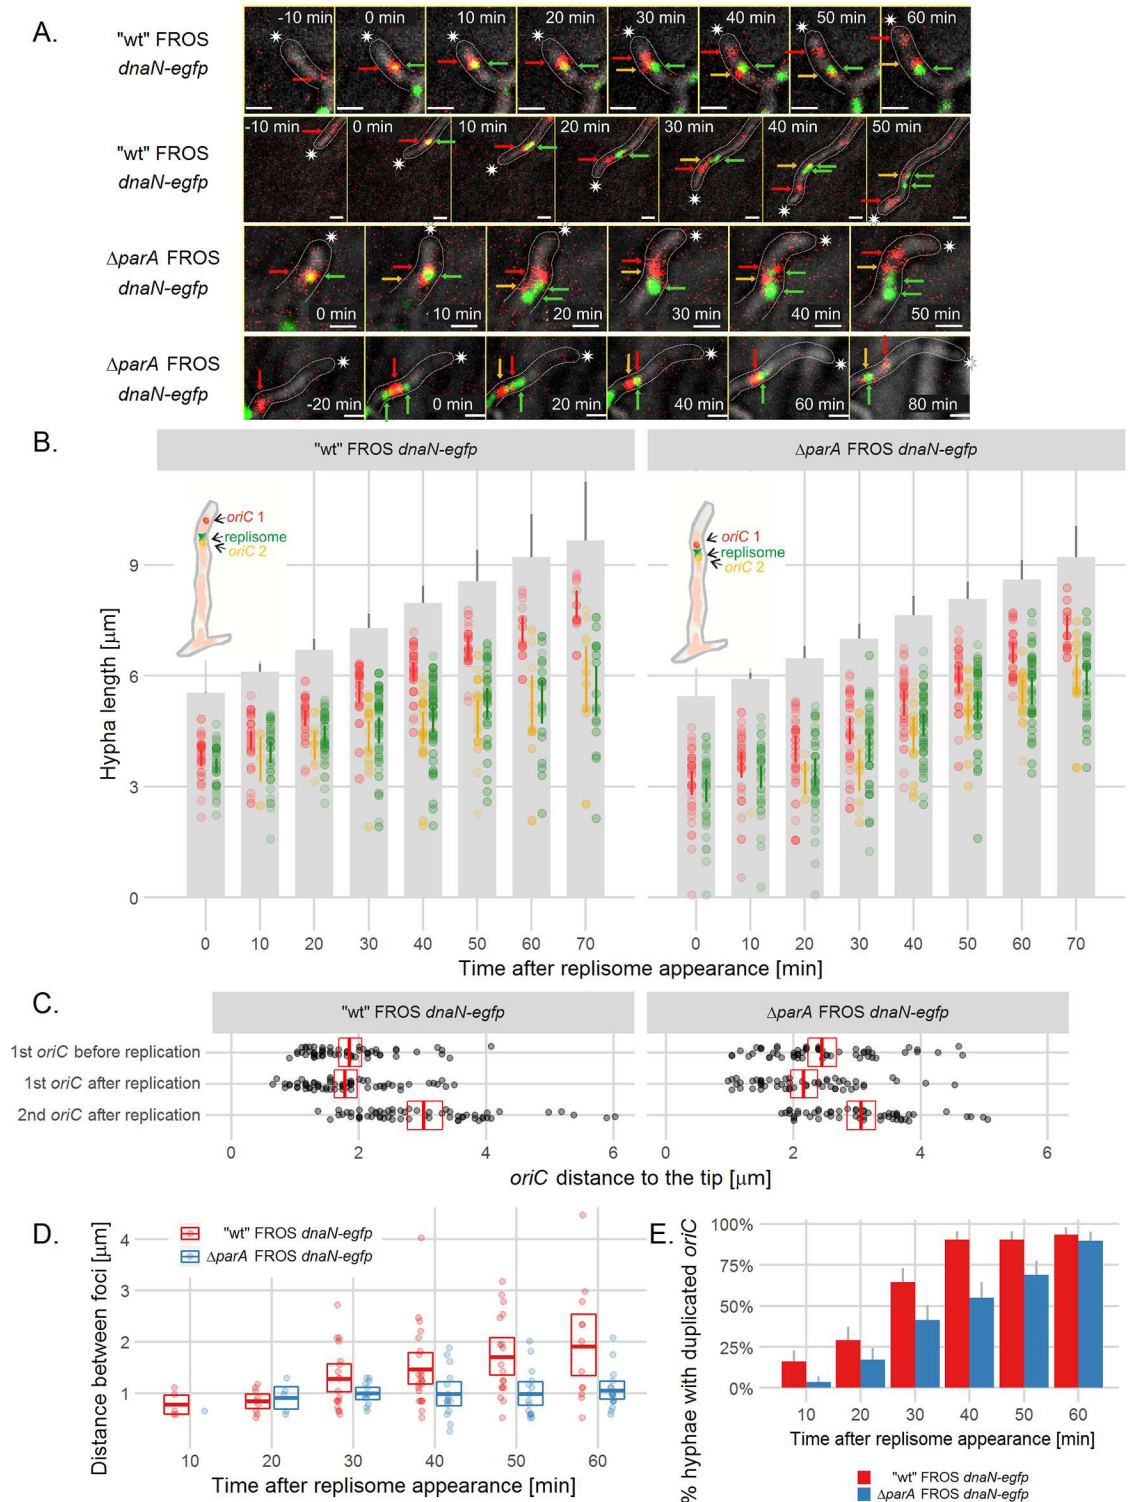 A.
"wt" FROS
dnaN-egfp
-10 min 0 min 10 min 20 min 30 min 40 min 50 min 60 min
"wt" FROS
dnaN-egfp
-10 min 0 min 10 min 20 min 30 min 40 min 50 min
ΔparA FROS
dnaN-egfp
0 min 10 min 20 min 30 min 40 min 50 min
ΔparA FROS
dnaN-egfp
-20 min 0 min 20 min 40 min 60 min 80 min
B.
"wt" FROS dnaN-egfp
ΔparA FROS dnaN-egfp
oriC 1
replisome
oriC 2
oriC 1
replisome
oriC 2
Hypha length [μm]
9
6
3
0
0 10 20 30 40 50 60 70
0 10 20 30 40 50 60 70
Time after replisome appearance [min]
C.
"wt" FROS dnaN-egfp
ΔparA FROS dnaN-egfp
1st oriC before replication
1st oriC after replication
2nd oriC after replication
0 2 4 6
0 2 4 6
oriC distance to the tip [μm]
D.
"wt" FROS dnaN-egfp
ΔparA FROS dnaN-egfp
Distance between foci [μm]
4
3
2
1
10 20 30 40 50 60
Time after replisome appearance [min]
E.
% hyphae with duplicated oriC
100%
75%
50%
25%
0%
10 20 30 40 50 60
Time after replisome appearance [min]
"wt" FROS dnaN-egfp
ΔparA FROS dnaN-egfp